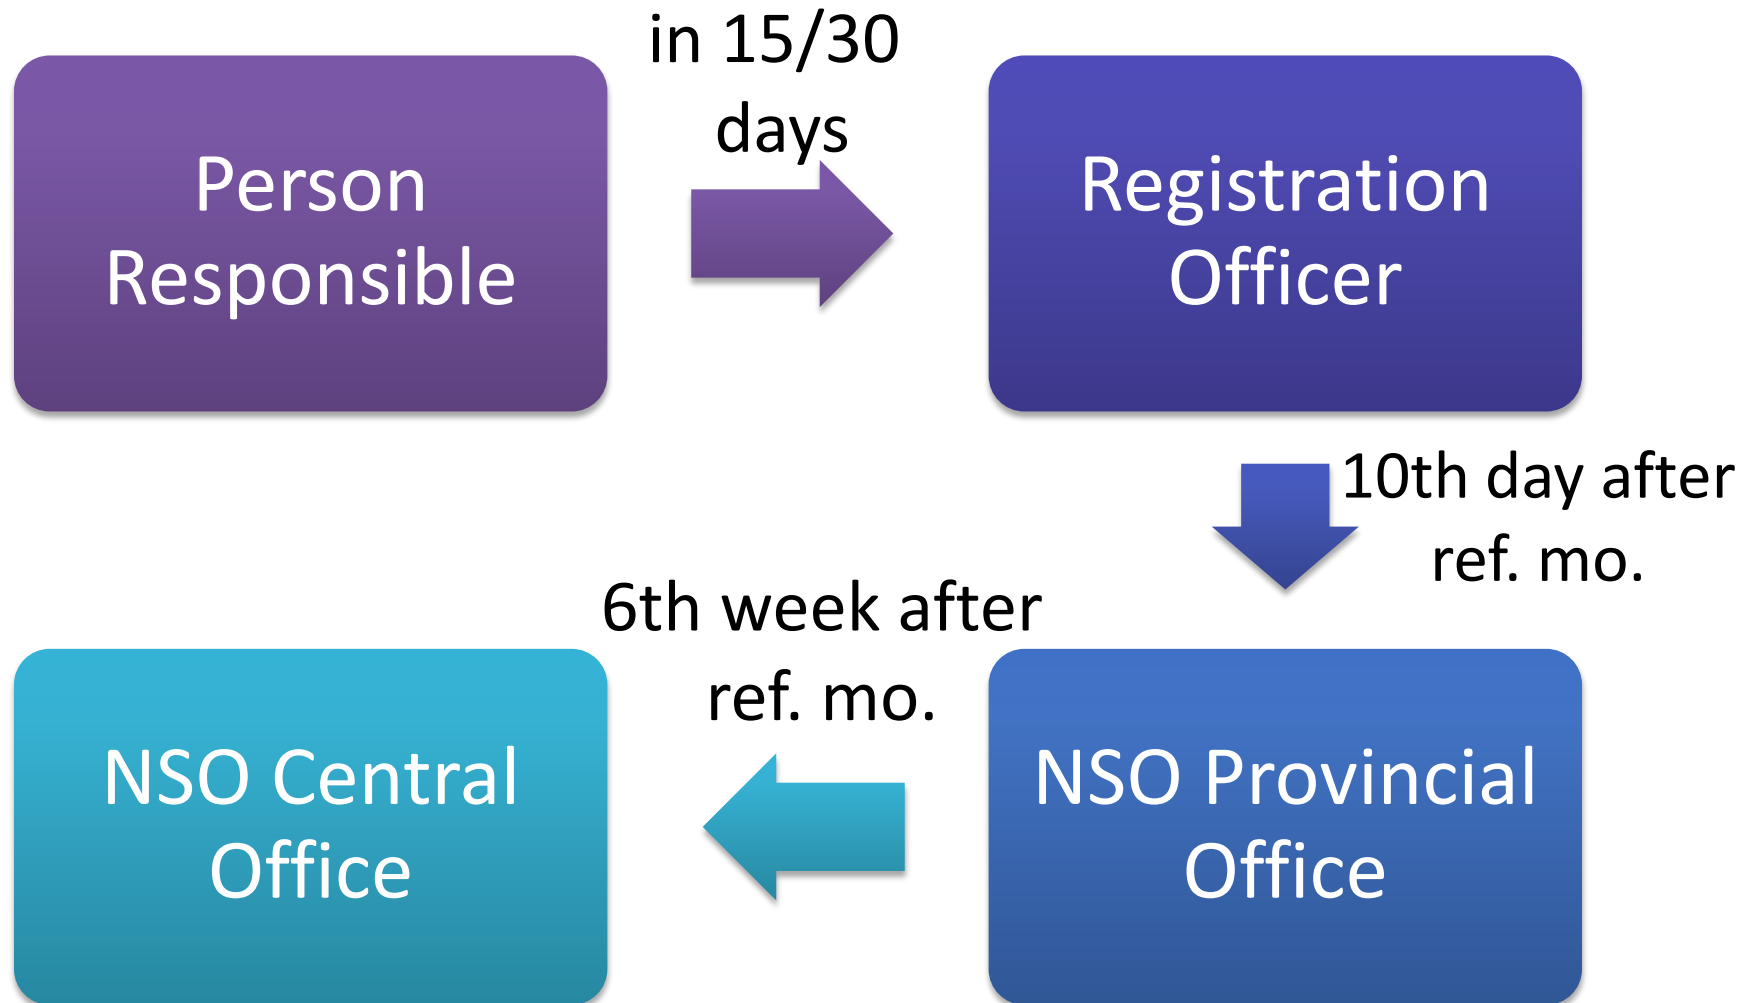 in 15/30
days
Person
Responsible
Registration
Officer
10th day after
ref. mo.
6th week after
ref. mo.
NSO Central
Office
NSO Provincial
Office